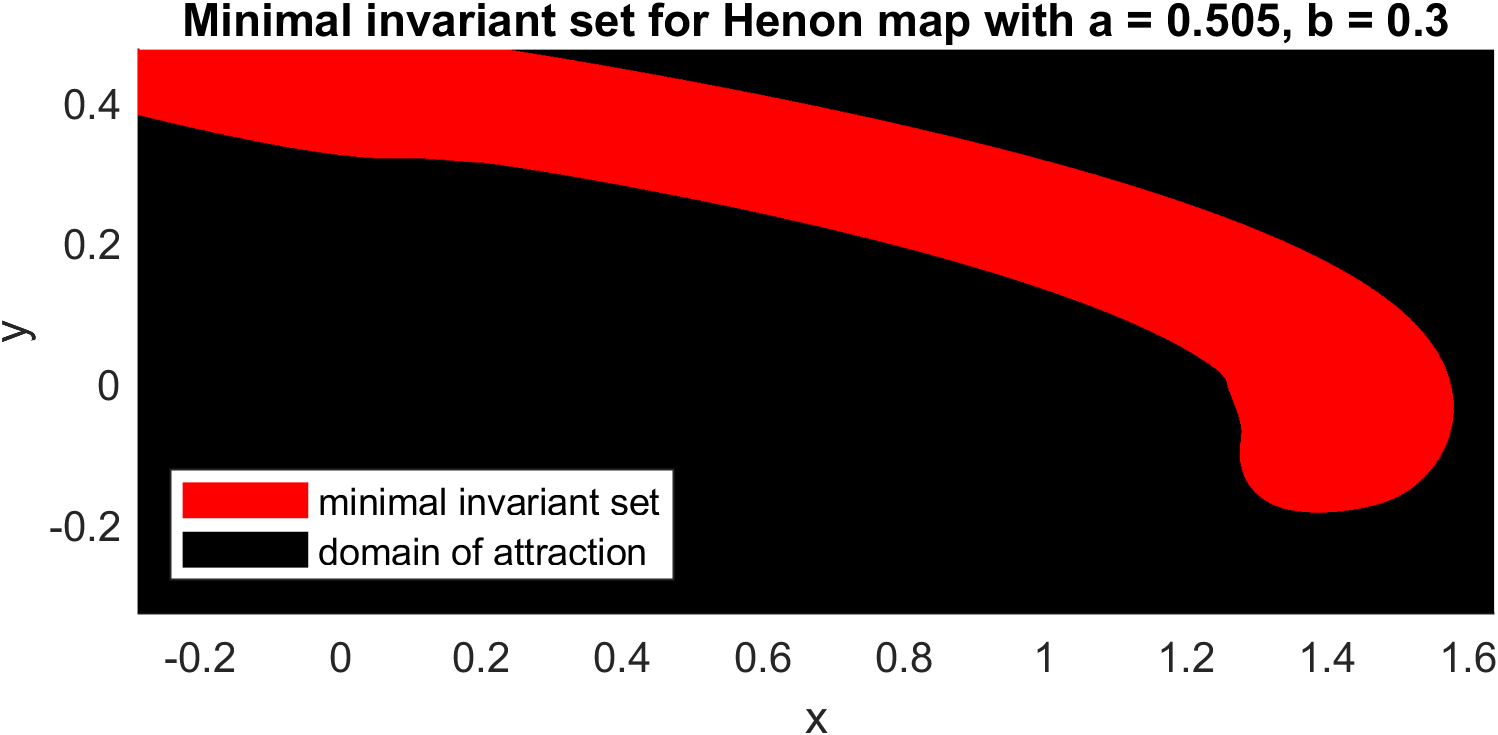 Minimal invariant set for Henon map with a = 0.505, b = 0.3
0.4
0.2
0
-0.2
y
minimal invariant set
domain of attraction
-0.2 0 0.2 0.4 0.6 0.8 1 1.2 1.4 1.6
x